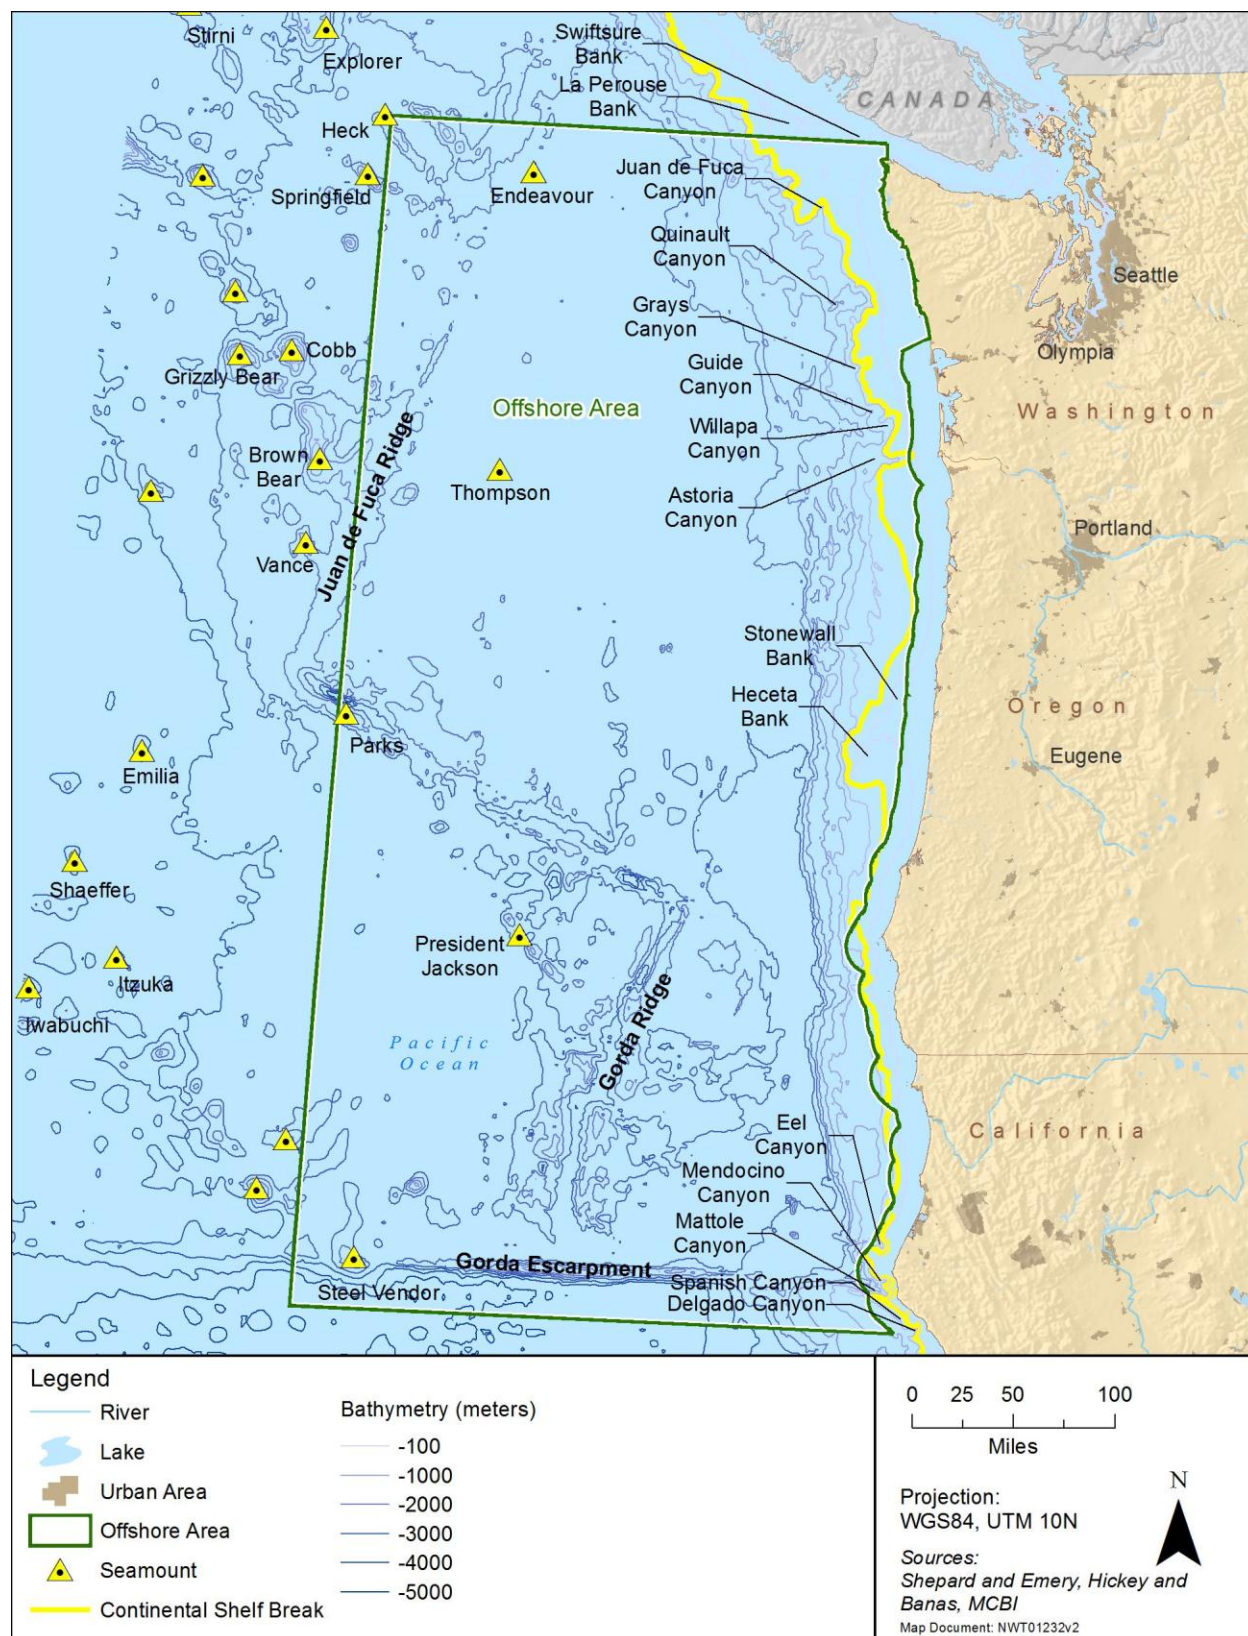 Stirni
Explorer
Swiftsure
Bank
La Perouse
Bank
CANADA
Heck
Springfield
Endeavour
Juan de Fuca
Canyon
Quinault
Canyon
Seattle
Grays
Canyon
Olympia
Cobb
Grizzly Bear
Guide
Canyon
Offshore Area
Washington
Willapa
Canyon
Brown
Bear
Juan de Fuca Ridge
Thompson
Astoria
Canyon
Portland
Vance
Stonewall
Bank
Heceta
Bank
Oregon
Parks
Eugene
Emilia
Shaeffer
President
Jackson
Itzuka
Iwabuchi
Gorda Ridge
Pacific
Ocean
Eel
Canyon
California
Mendocino
Canyon
Mattole
Canyon
Gorda Escarpment
Spanish Canyon
Steel Vendor
Delgado Canyon
Legend
River
Lake
Urban Area
Offshore Area
Seamount
Continental Shelf Break
Bathymetry (meters)
-100
-1000
-2000
-3000
-4000
-5000
0 25 50 100
Miles
N
Projection:
WGS84, UTM 10N
Sources:
Shepard and Emery, Hickey and
Banas, MCBI
Map Document: NWT01232v2